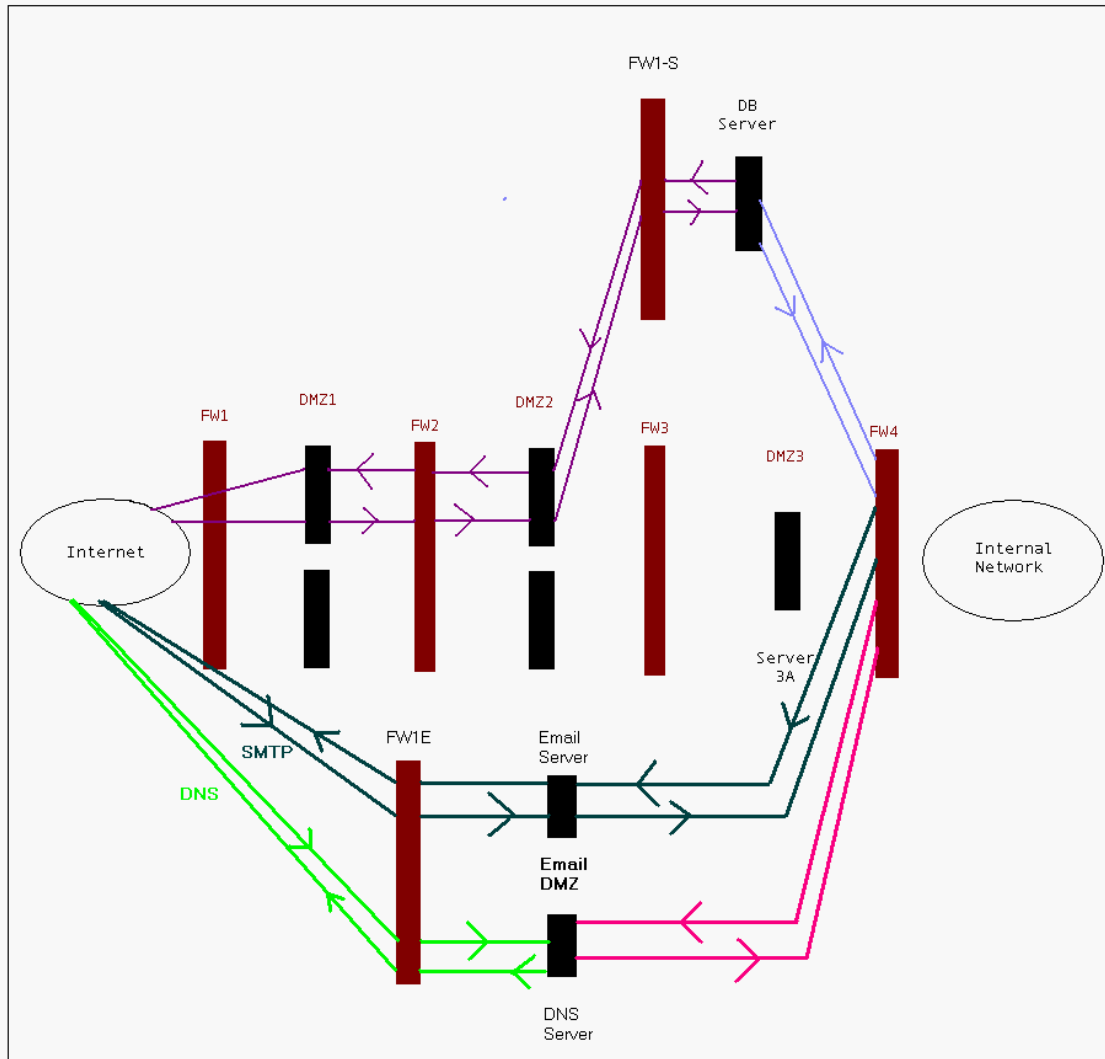 FW1-S
DB
Server
DMZ1
DMZ2
FW1
FW2
FW3
FW4
DMZ3
Internet
Internal
Network
Server
3A
SMTP
FW1E
Email
Server
DNS
Email
DMZ
DNS
Server